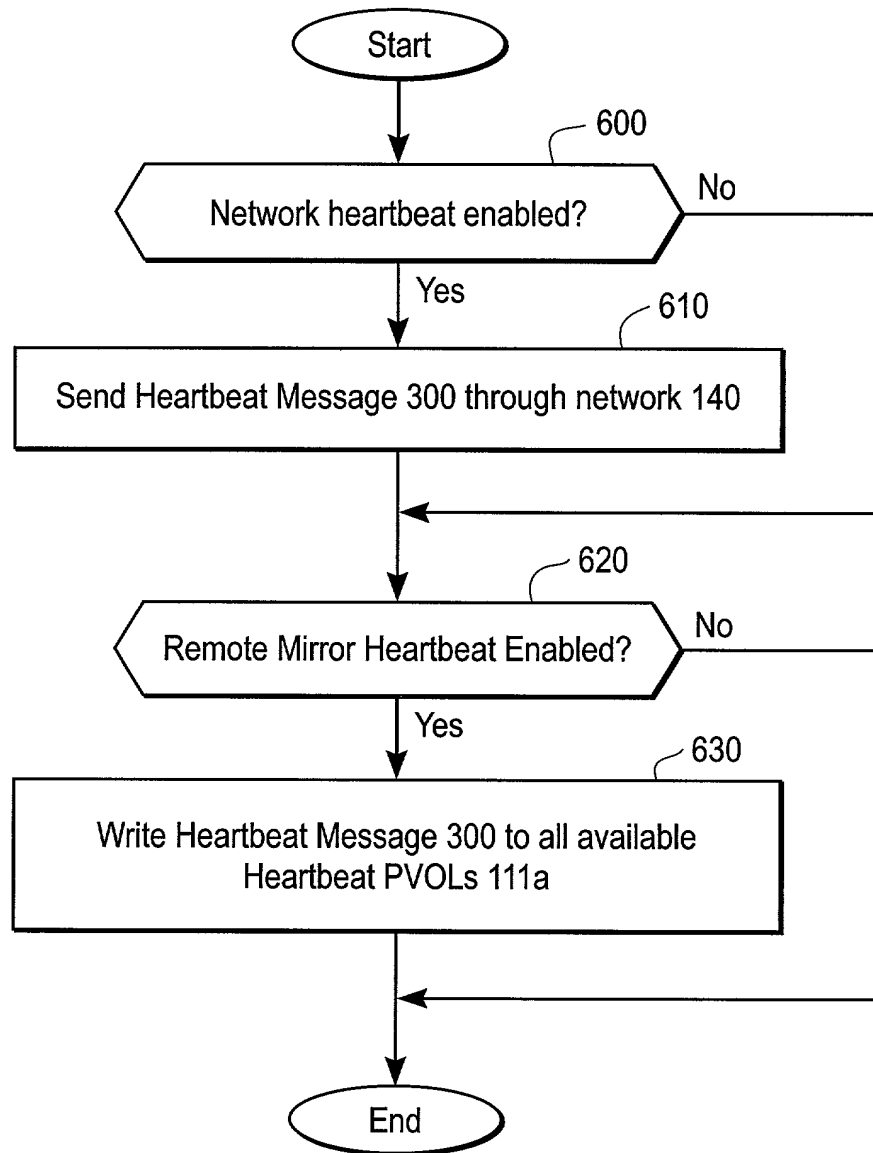 Start
600
Network heartbeat enabled?
No
Yes
610
Send Heartbeat Message 300 through network 140
620
Remote Mirror Heartbeat Enabled?
No
Yes
630
Write Heartbeat Message 300 to all available
Heartbeat PVOLs 111a
End